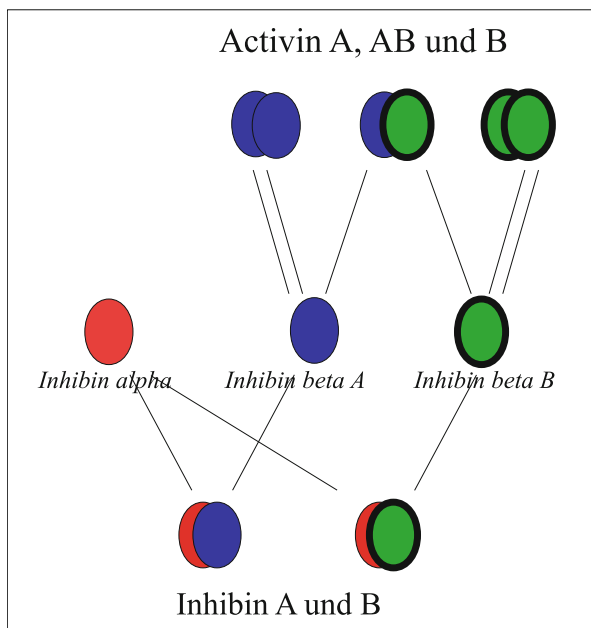 Activin A, AB und B
Inhibin alpha
Inhibin beta A
Inhibin beta B
Inhibin A und B